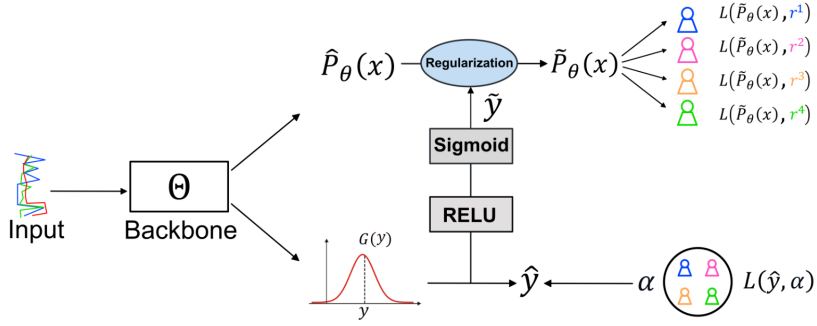 L(P̃θ(x), r¹)
L(P̃θ(x), r²)
L(P̃θ(x), r³)
L(P̃θ(x), r⁴)
P̂θ(x)
Regularization
P̃θ(x)
ỹ
Sigmoid
RELU
Θ
Input
Backbone
G(y)
y
ŷ
α
L(ŷ, α)